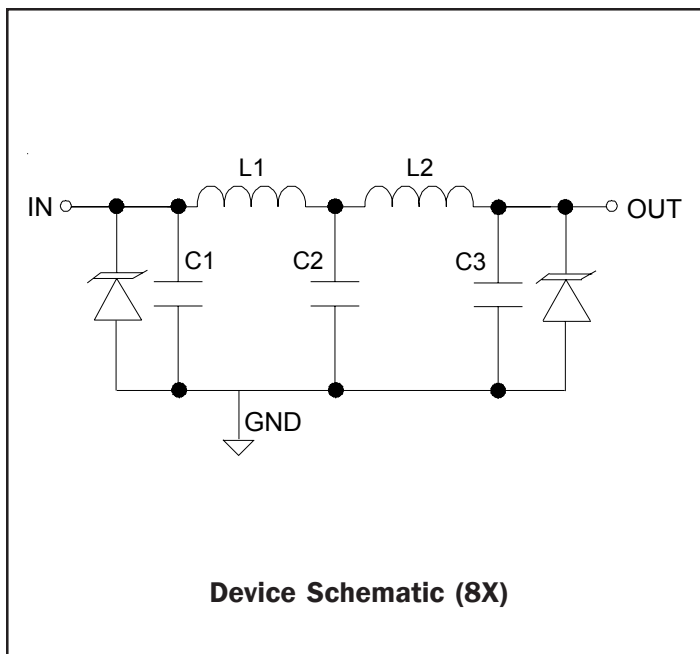 L1 L2
IN OUT
C1 C2 C3
GND
Device Schematic (8X)